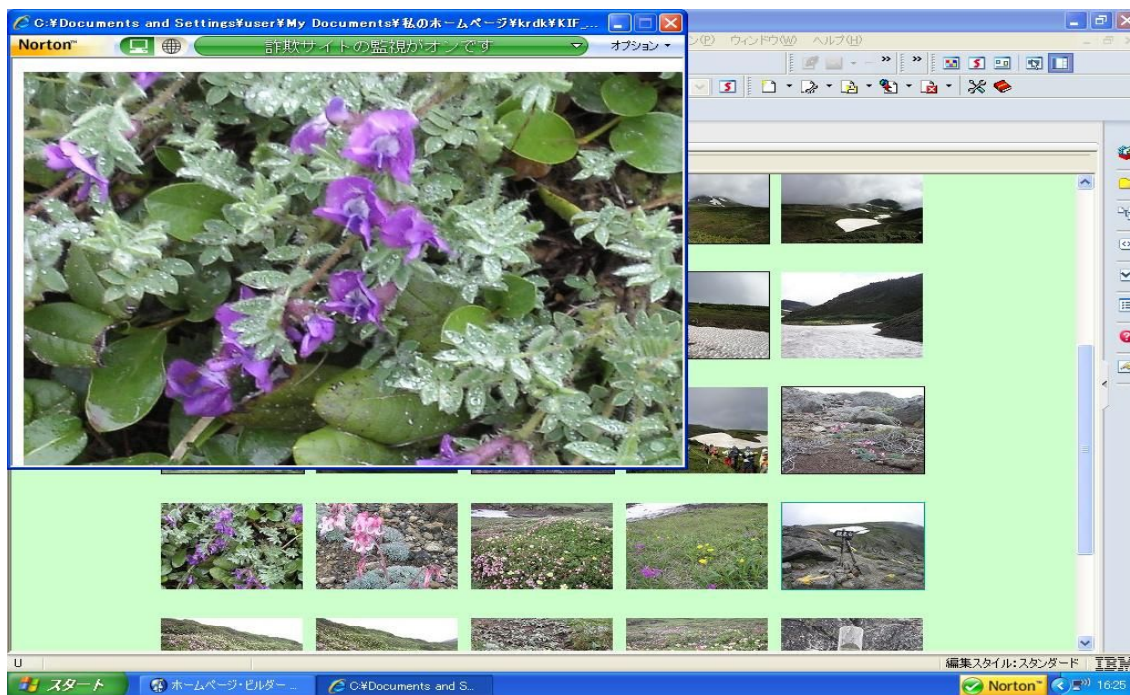 C:¥Documents and Settings¥user¥My Documents¥私のホームページ¥krdk¥KIF_...
Norton™
詐欺サイトの監視がオンです
オプション
ウィンドウ(W) ヘルプ(H)
U
編集スタイル:スタンダード
IBM
スタート
ホームページ・ビルダー ...
C:¥Documents and S...
Norton™
16:25